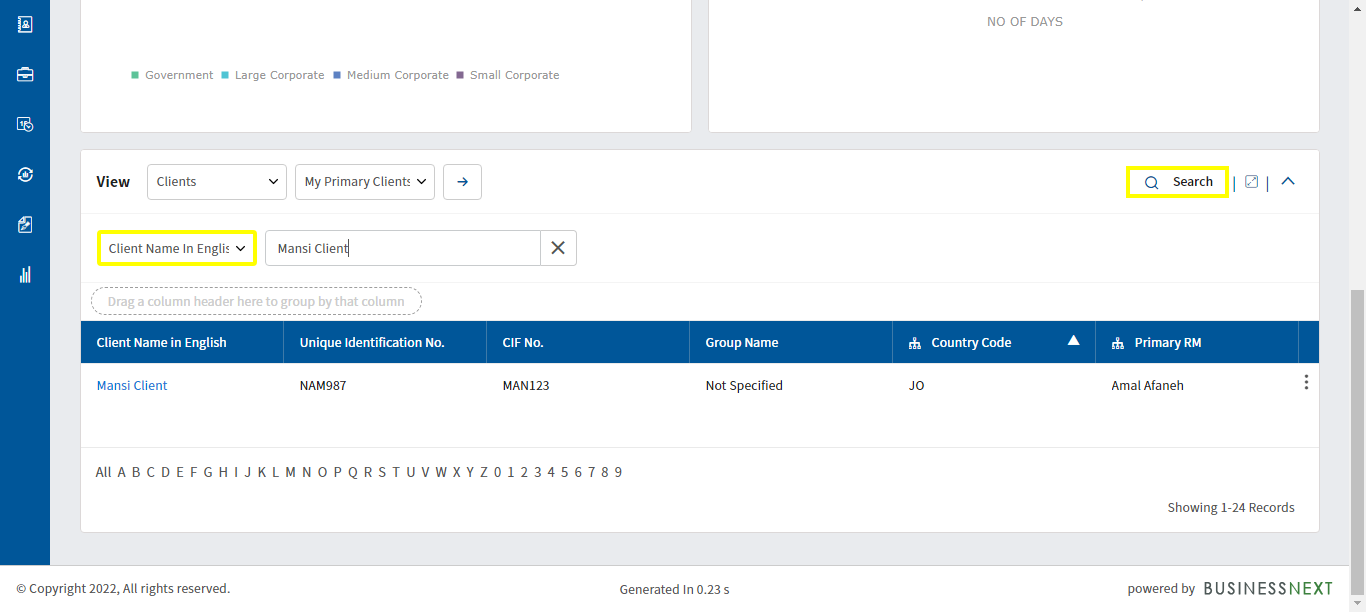 NO OF DAYS
Government Large Corporate Medium Corporate Small Corporate
View Clients My Primary Clients Search
Client Name In Englis Mansi Client
Drag a column header here to group by that column
Client Name in English Unique Identification No. CIF No. Group Name Country Code Primary RM
Mansi Client NAM987 MAN123 Not Specified JO Amal Afaneh
All A B C D E F G H I J K L M N O P Q R S T U V W X Y Z 0 1 2 3 4 5 6 7 8 9
Showing 1-24 Records
© Copyright 2022, All rights reserved. Generated In 0.23 s powered by BUSINESSNEXT